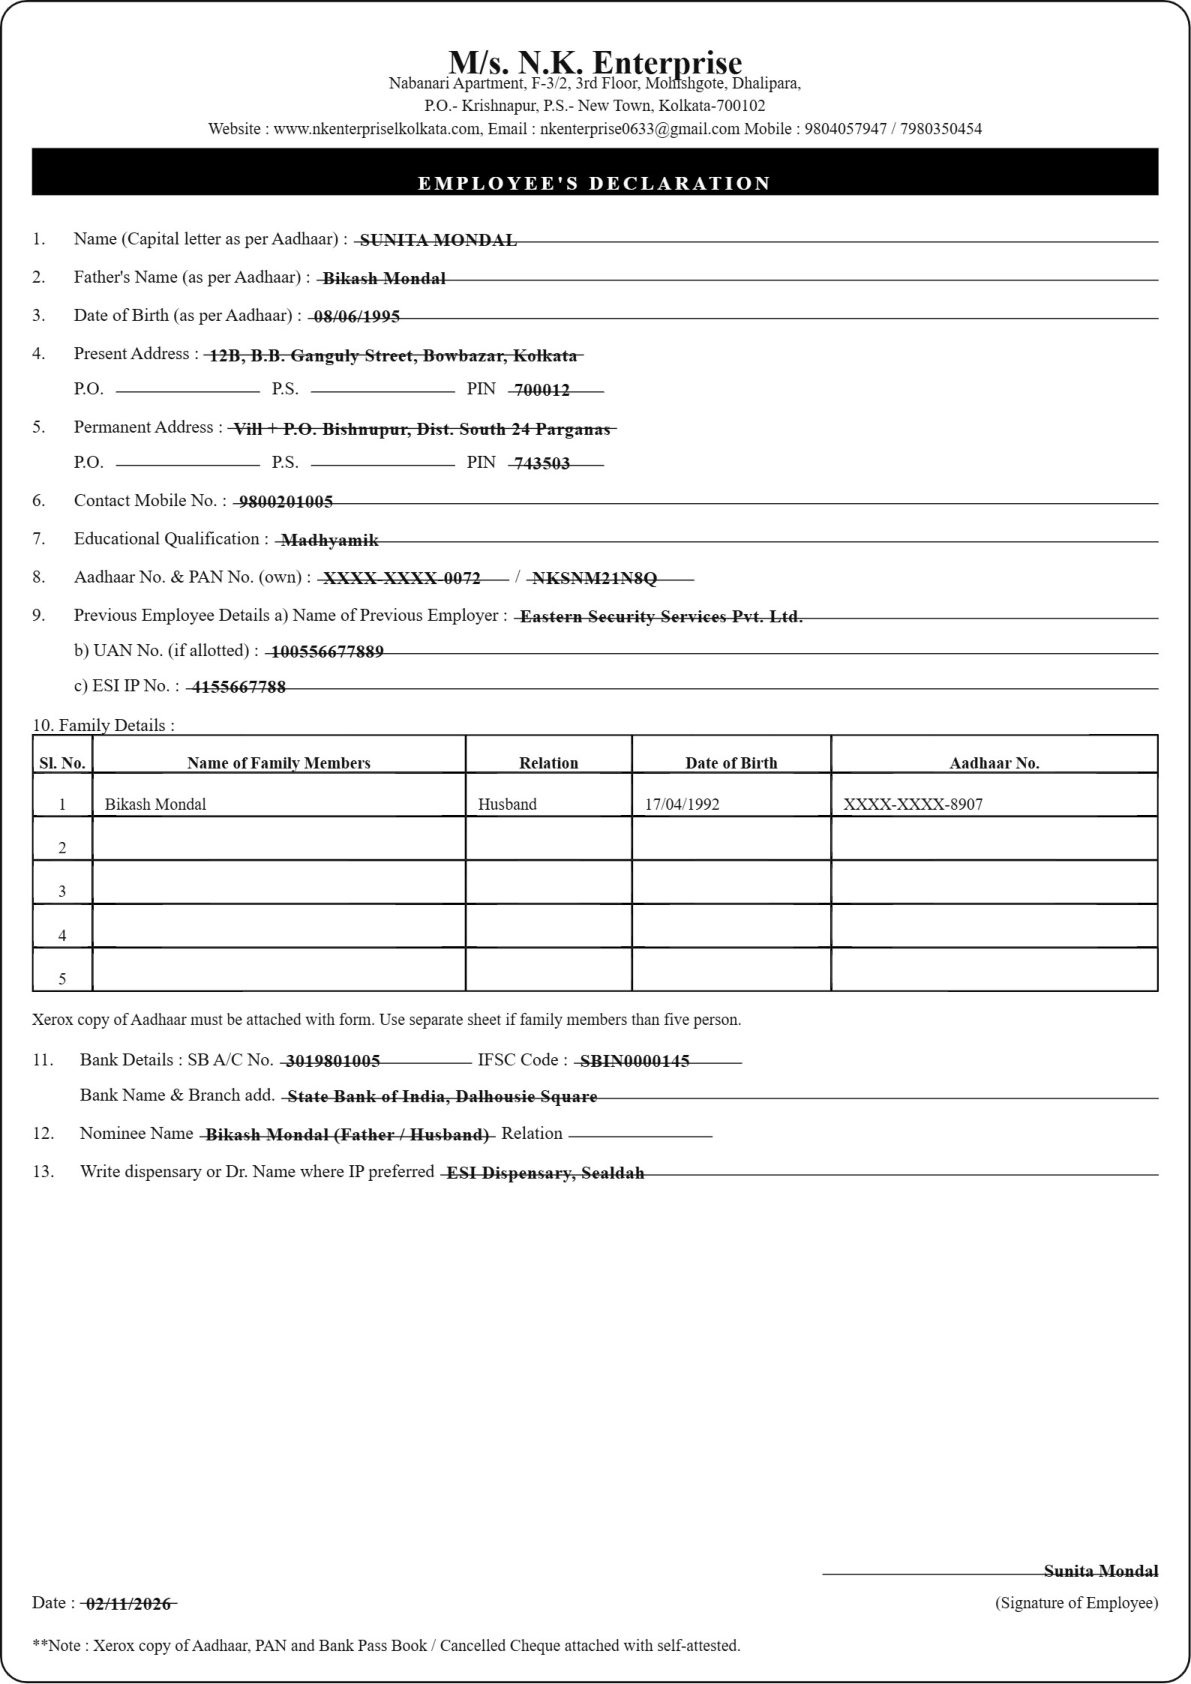 M/s. N.K. Enterprise
Nabanari Apartment, F-3/2, 3rd Floor, Mohishgote, Dhalipara,
P.O.- Krishnapur, P.S.- New Town, Kolkata-700102
Website : www.nkenterpriselkolkata.com, Email : nkenterprise0633@gmail.com Mobile : 9804057947 / 7980350454
EMPLOYEE'S DECLARATION
1. Name (Capital letter as per Aadhaar) : SUNITA MONDAL
2. Father's Name (as per Aadhaar) : Bikash Mondal
3. Date of Birth (as per Aadhaar) : 08/06/1995
4. Present Address : 12B, B.B. Ganguly Street, Bowbazar, Kolkata
P.O. P.S. PIN 700012
5. Permanent Address : Vill + P.O. Bishnupur, Dist. South 24 Parganas
P.O. P.S. PIN 743503
6. Contact Mobile No. : 9800201005
7. Educational Qualification : Madhyamik
8. Aadhaar No. & PAN No. (own) : XXXX-XXXX-0072 / NKSNM21N8Q
9. Previous Employee Details a) Name of Previous Employer : Eastern Security Services Pvt. Ltd.
b) UAN No. (if allotted) : 100556677889
c) ESI IP No. : 4155667788
10. Family Details :
Sl. No. Name of Family Members Relation Date of Birth Aadhaar No.
1 Bikash Mondal Husband 17/04/1992 XXXX-XXXX-8907
2
3
4
5
Xerox copy of Aadhaar must be attached with form. Use separate sheet if family members than five person.
11. Bank Details : SB A/C No. 3019801005 IFSC Code : SBIN0000145
Bank Name & Branch add. State Bank of India, Dalhousie Square
12. Nominee Name Bikash Mondal (Father / Husband) Relation
13. Write dispensary or Dr. Name where IP preferred ESI Dispensary, Sealdah
Sunita Mondal
Date : 02/11/2026 (Signature of Employee)
**Note : Xerox copy of Aadhaar, PAN and Bank Pass Book / Cancelled Cheque attached with self-attested.